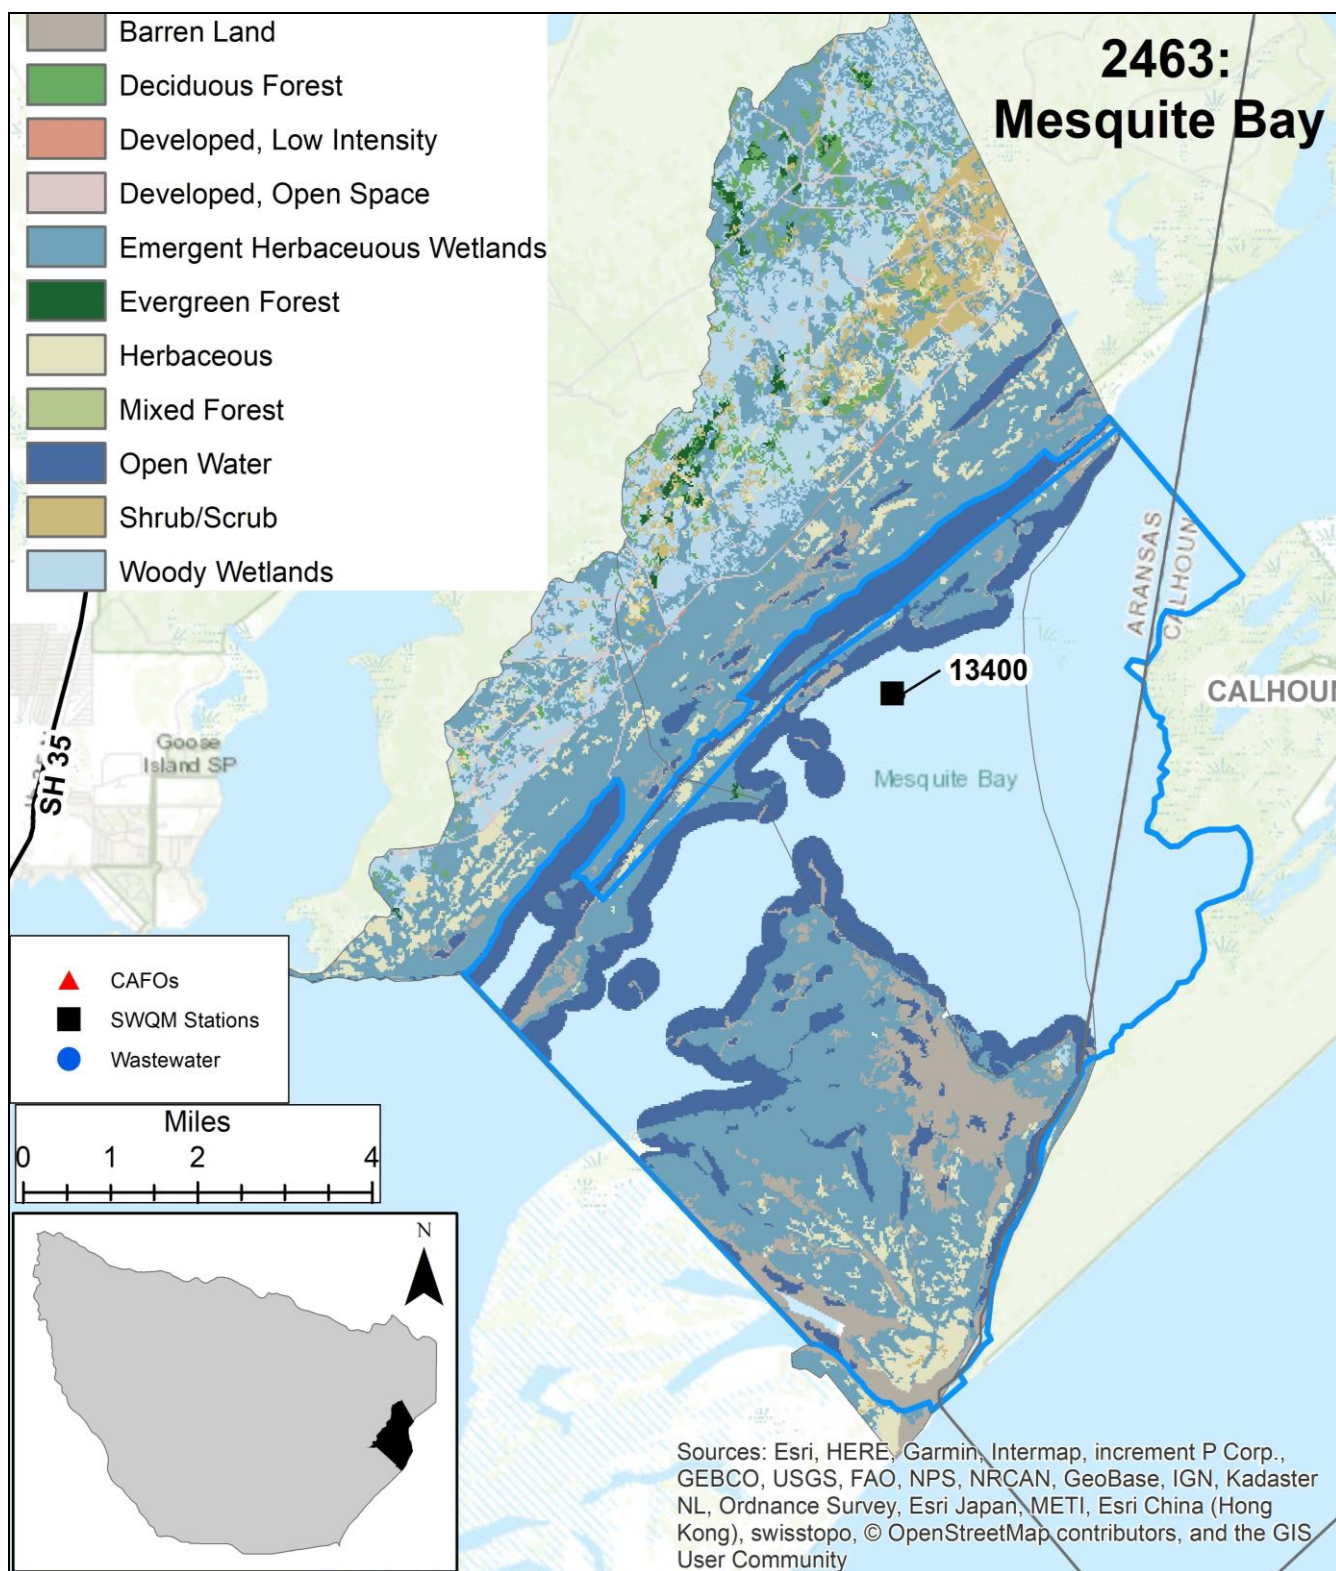 Barren Land
Deciduous Forest
Developed, Low Intensity
Developed, Open Space
Emergent Herbaceuous Wetlands
Evergreen Forest
Herbaceous
Mixed Forest
Open Water
Shrub/Scrub
Woody Wetlands
2463:
Mesquite Bay
ARANSAS
CALHOUN
13400
CALHOUN
Mesquite Bay
Goose
Island SP
SH 35
CAFOs
SWQM Stations
Wastewater
Miles
0 1 2 4
N
Sources: Esri, HERE, Garmin, Intermap, increment P Corp.,
GEBCO, USGS, FAO, NPS, NRCAN, GeoBase, IGN, Kadaster
NL, Ordnance Survey, Esri Japan, METI, Esri China (Hong
Kong), swisstopo, © OpenStreetMap contributors, and the GIS
User Community